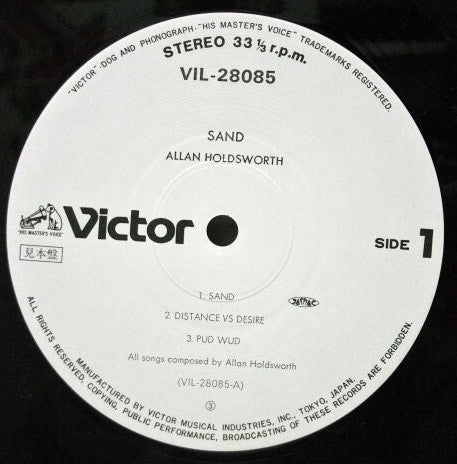 "VICTOR"-DOG AND PHONOGRAPH-"HIS MASTER'S VOICE" TRADEMARKS REGISTERED.
STEREO 33⅓ r.p.m.
VIL-28085
SAND
ALLAN HOLDSWORTH
"HIS MASTER'S VOICE"
Victor
SIDE 1
見本盤
1. SAND
JASRAC
2. DISTANCE VS DESIRE
3. PUD WUD
All songs composed by Allan Holdsworth
(VIL-28085-A)
③
MANUFACTURED BY VICTOR MUSICAL INDUSTRIES, INC., TOKYO, JAPAN.
ALL RIGHTS RESERVED, COPYING, PUBLIC PERFORMANCE, BROADCASTING OF THESE RECORDS ARE FORBIDDEN.